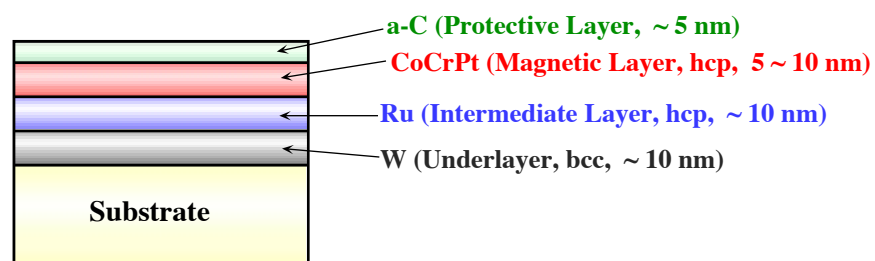 a-C (Protective Layer, ~ 5 nm)
CoCrPt (Magnetic Layer, hcp, 5 ~ 10 nm)
Ru (Intermediate Layer, hcp, ~ 10 nm)
W (Underlayer, bcc, ~ 10 nm)
Substrate